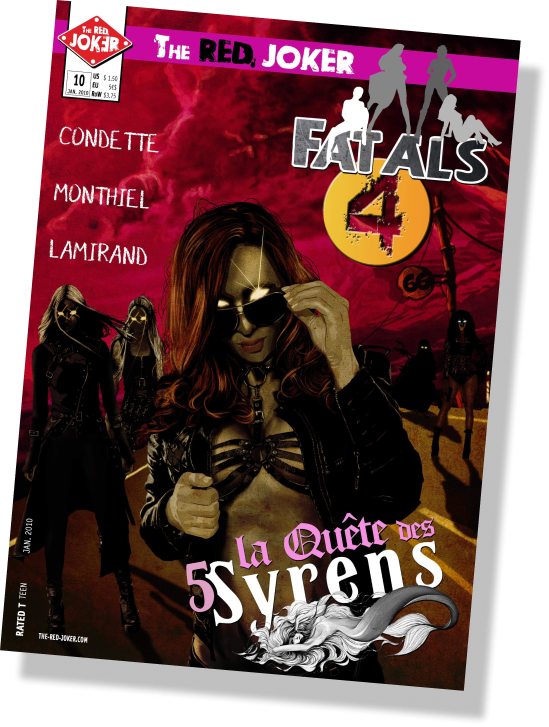 THE RED JOKER
THE RED JOKER
10
JAN. 2010
US $ 1.50
EU 5€$
RoW $3.75
FATALS
4
CONDETTE
MONTHIEL
LAMIRAND
66
la Quête des
5 Syrens
JAN. 2010
RATED T TEEN
THE-RED-JOKER.COM